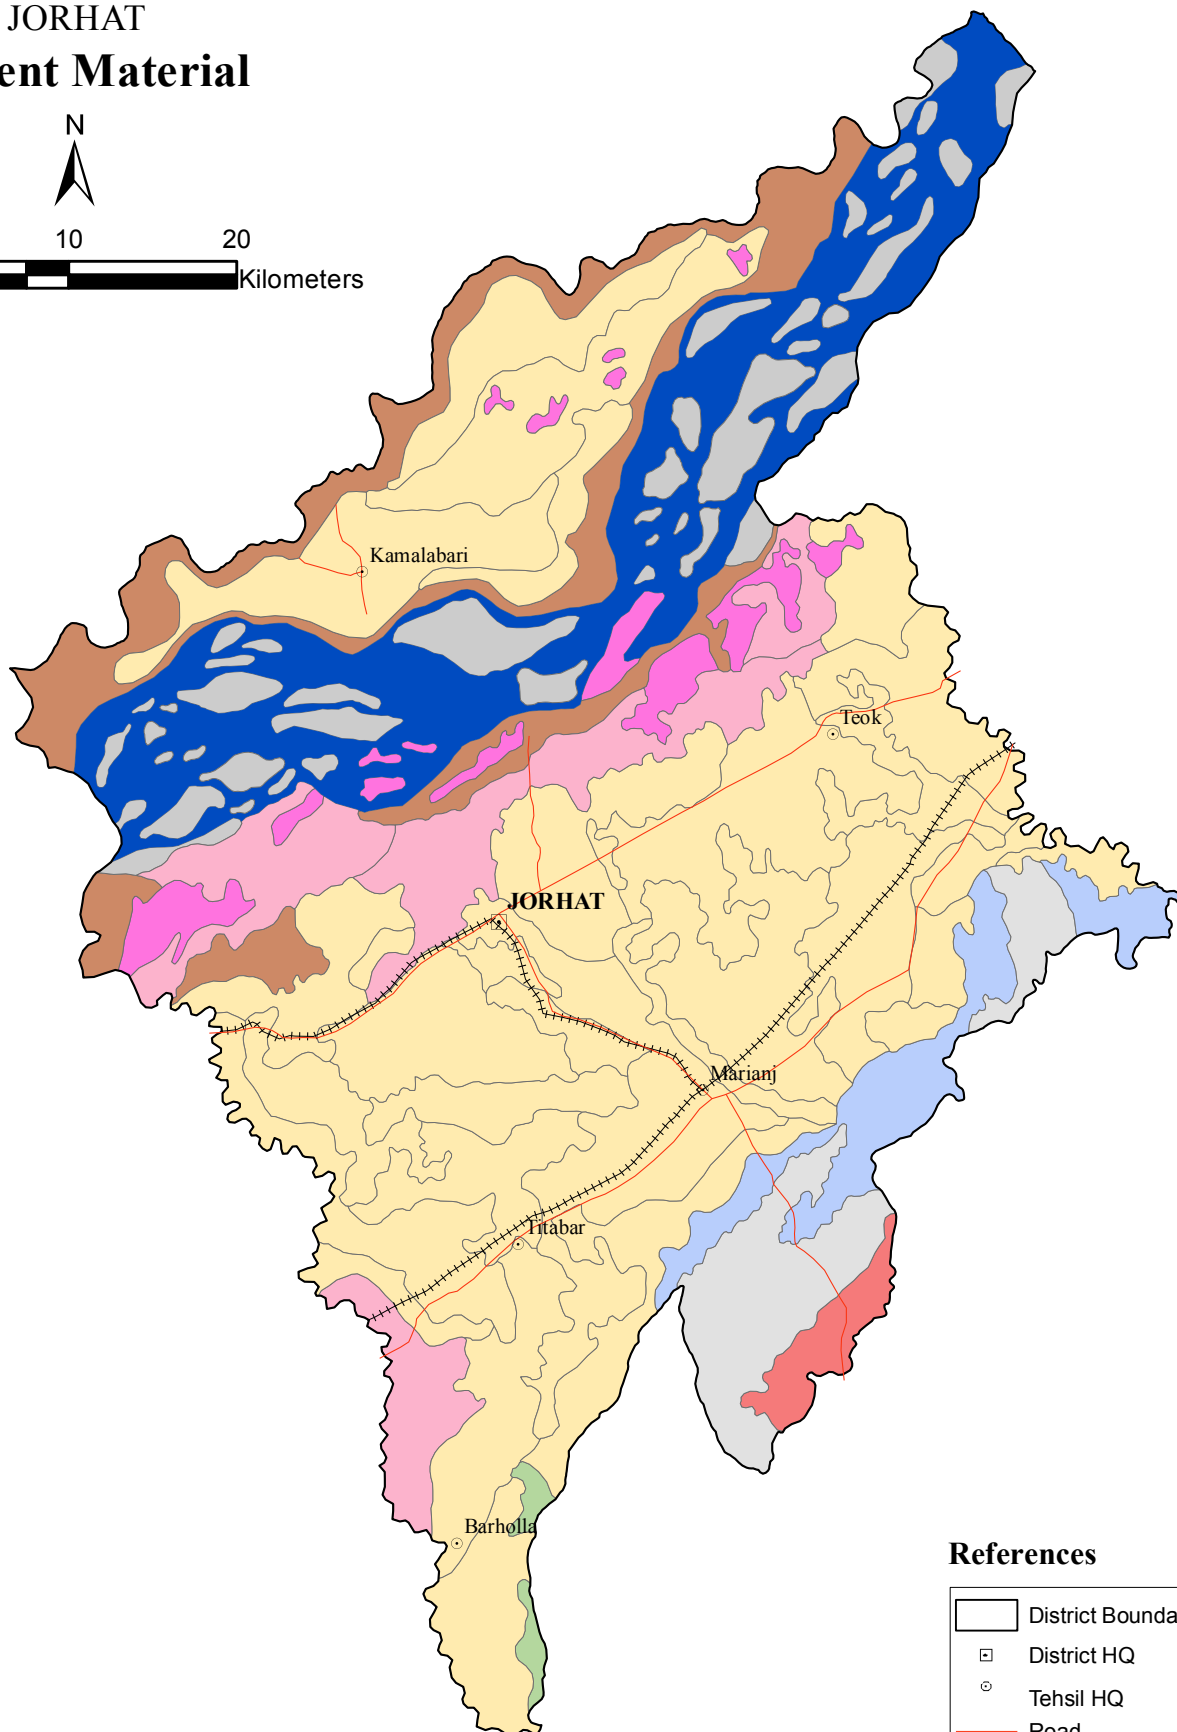 JORHAT
ent Material
N
10 20
Kilometers
Kamalabari
Teok
JORHAT
Marianj
Titabar
Barholla
References
District Bounda
District HQ
Tehsil HQ
Road